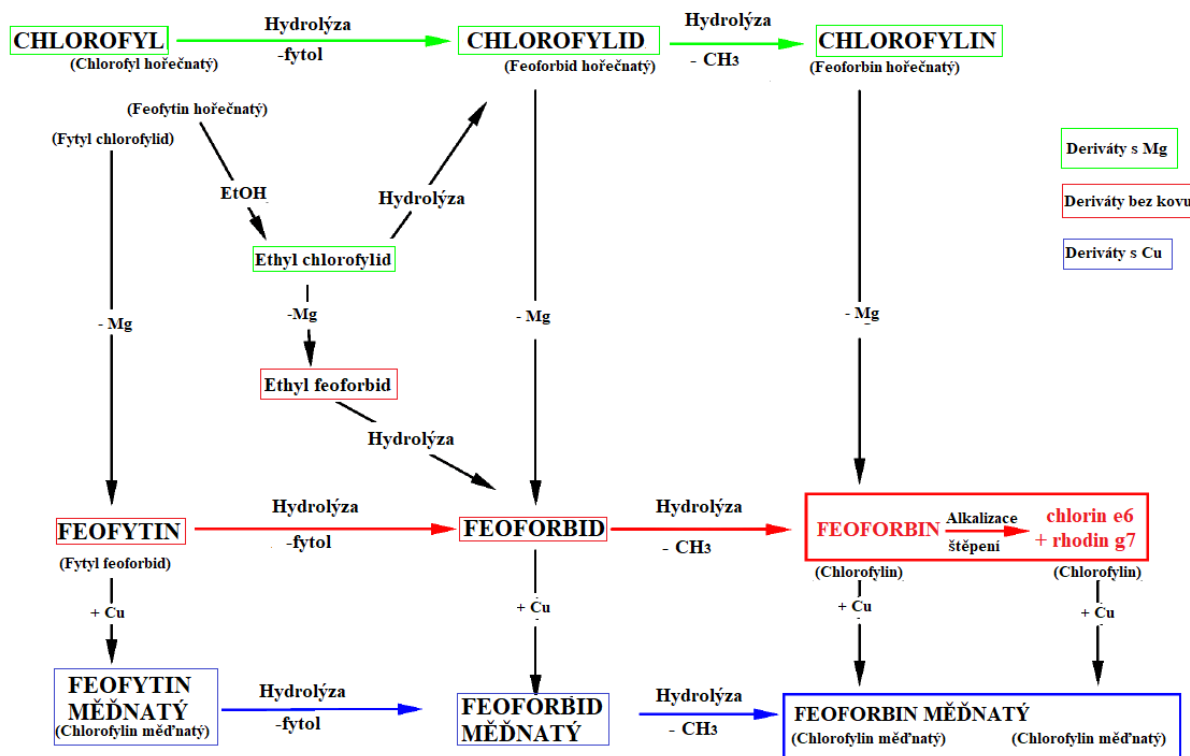 CHLOROFYL
(Chlorofyl hořečnatý)
Hydrolýza
-fytol
CHLOROFYLID
(Feoforbid hořečnatý)
Hydrolýza
- CH3
CHLOROFYLIN
(Feoforbin hořečnatý)
(Feofytin hořečnatý)
(Fytyl chlorofylid)
EtOH
Hydrolýza
Ethyl chlorofylid
Deriváty s Mg
Deriváty bez kovu
Deriváty s Cu
- Mg
-Mg
- Mg
- Mg
Ethyl feoforbid
Hydrolýza
FEOFYTIN
(Fytyl feoforbid)
Hydrolýza
-fytol
FEOFORBID
Hydrolýza
- CH3
FEOFORBIN
Alkalizace
štěpení
chlorin e6
+ rhodin g7
(Chlorofylin)
(Chlorofylin)
+ Cu
+ Cu
+ Cu
+ Cu
FEOFYTIN
MĚĎNATÝ
(Chlorofylin měďnatý)
Hydrolýza
-fytol
FEOFORBID
MĚĎNATÝ
Hydrolýza
- CH3
FEOFORBIN MĚĎNATÝ
(Chlorofylin měďnatý)
(Chlorofylin měďnatý)